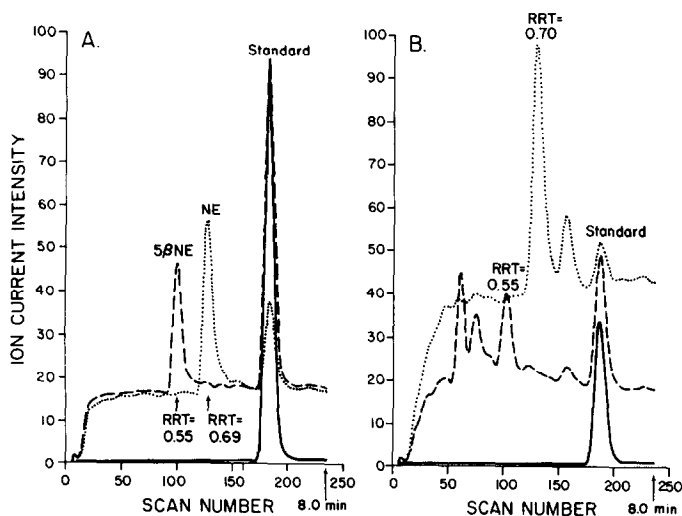 A.
Standard
NE
5βNE
RRT=
0.55
RRT=
0.69
100
90
80
70
60
50
40
30
20
10
0
ION CURRENT INTENSITY
0
50
100
150
200
250
8.0 min
SCAN NUMBER
B.
RRT=
0.70
RRT=
0.55
Standard
100
90
80
70
60
50
40
30
20
10
0
0
50
100
150
200
250
8.0 min
SCAN NUMBER